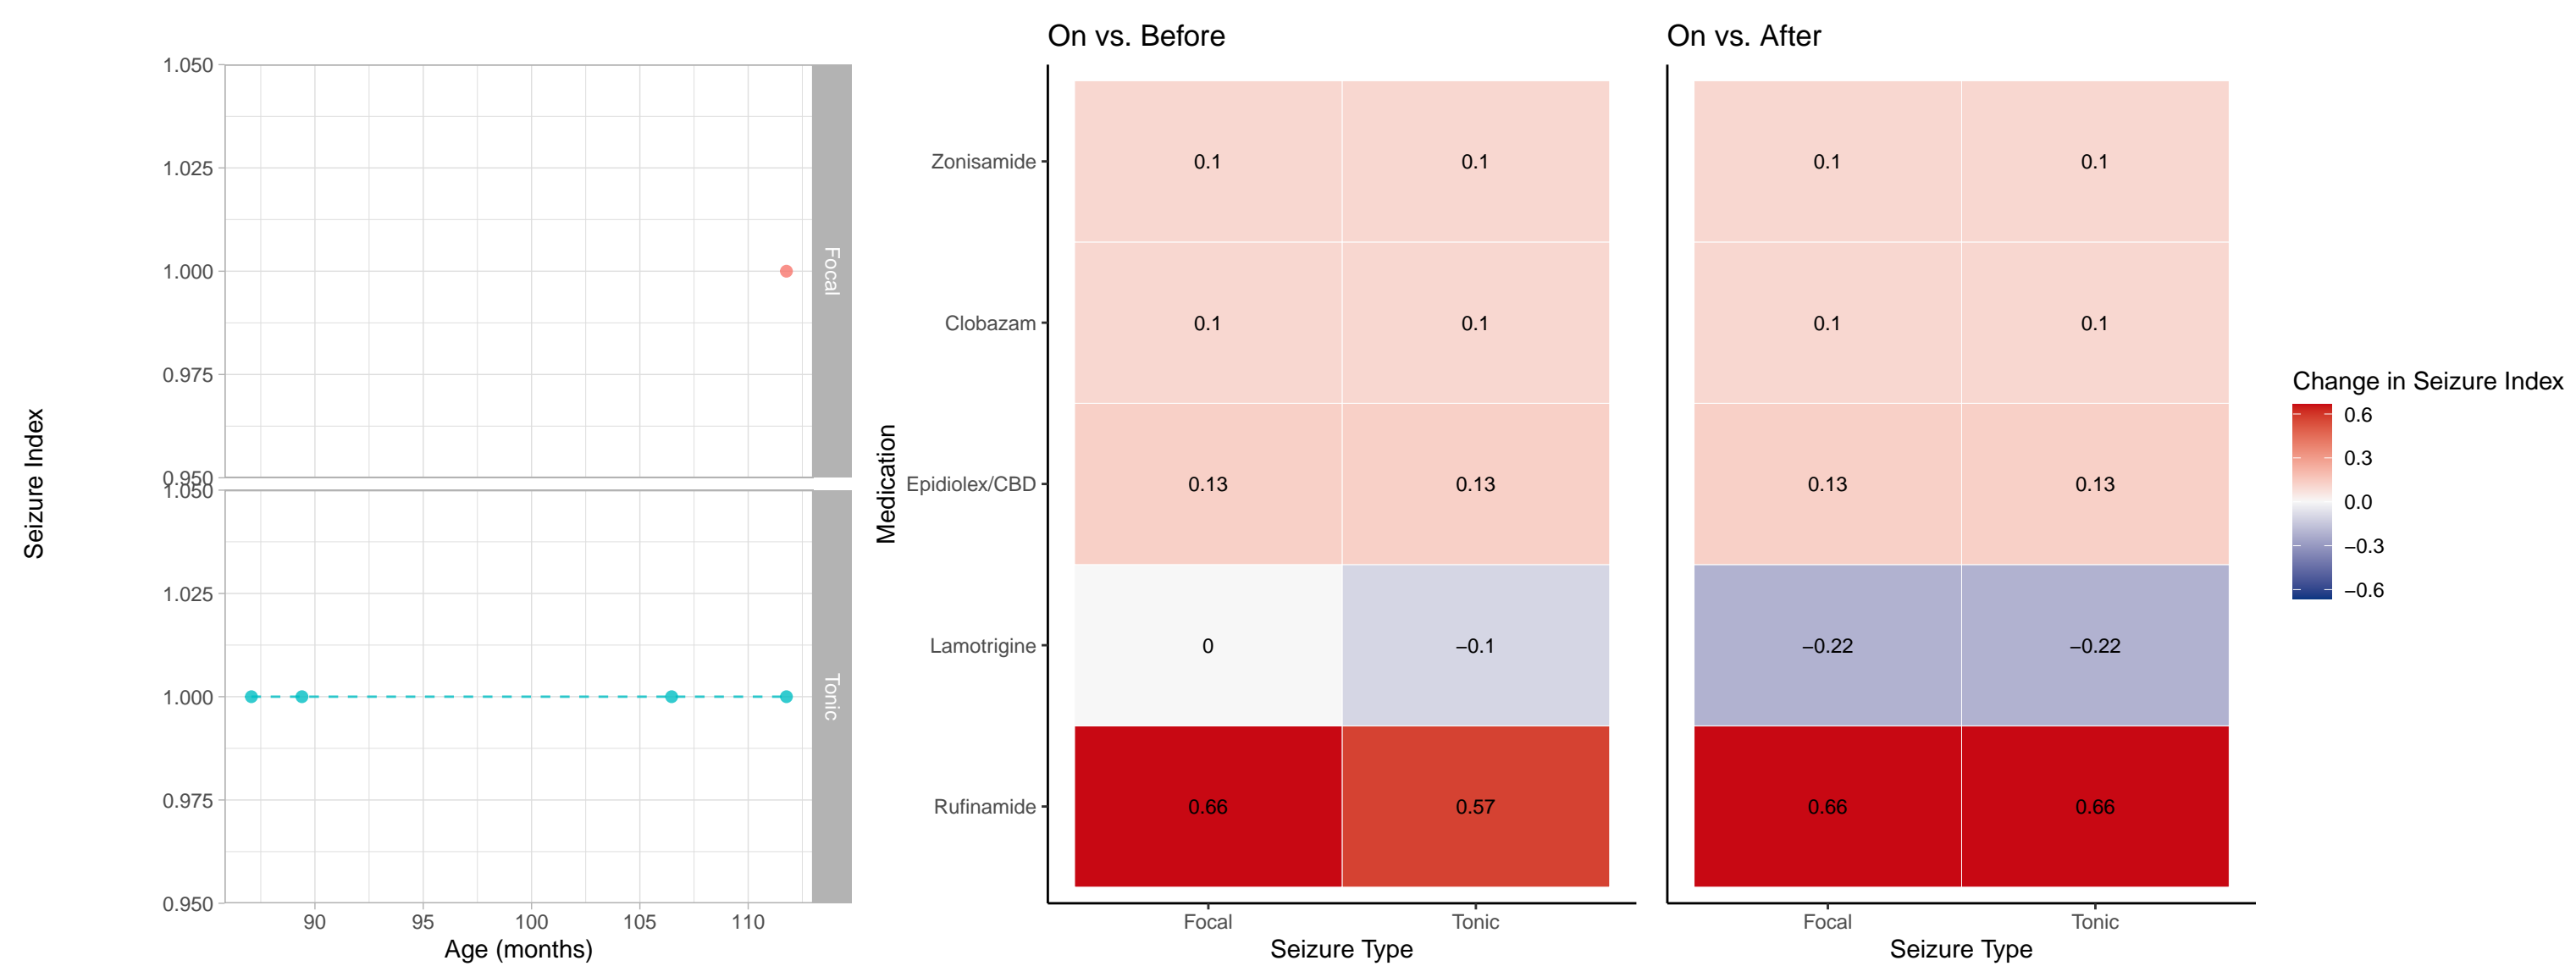 Seizure Index
1.050
1.025
1.000
0.975
0.950
Focal
1.050
1.025
1.000
0.975
0.950
Tonic
90 95 100 105 110
Age (months)
On vs. Before
Medication
Zonisamide 0.1 0.1
Clobazam 0.1 0.1
Epidiolex/CBD 0.13 0.13
Lamotrigine 0 −0.1
Rufinamide 0.66 0.57
Focal Tonic
Seizure Type
On vs. After
0.1 0.1
0.1 0.1
0.13 0.13
−0.22 −0.22
0.66 0.66
Focal Tonic
Seizure Type
Change in Seizure Index
0.6
0.3
0.0
−0.3
−0.6